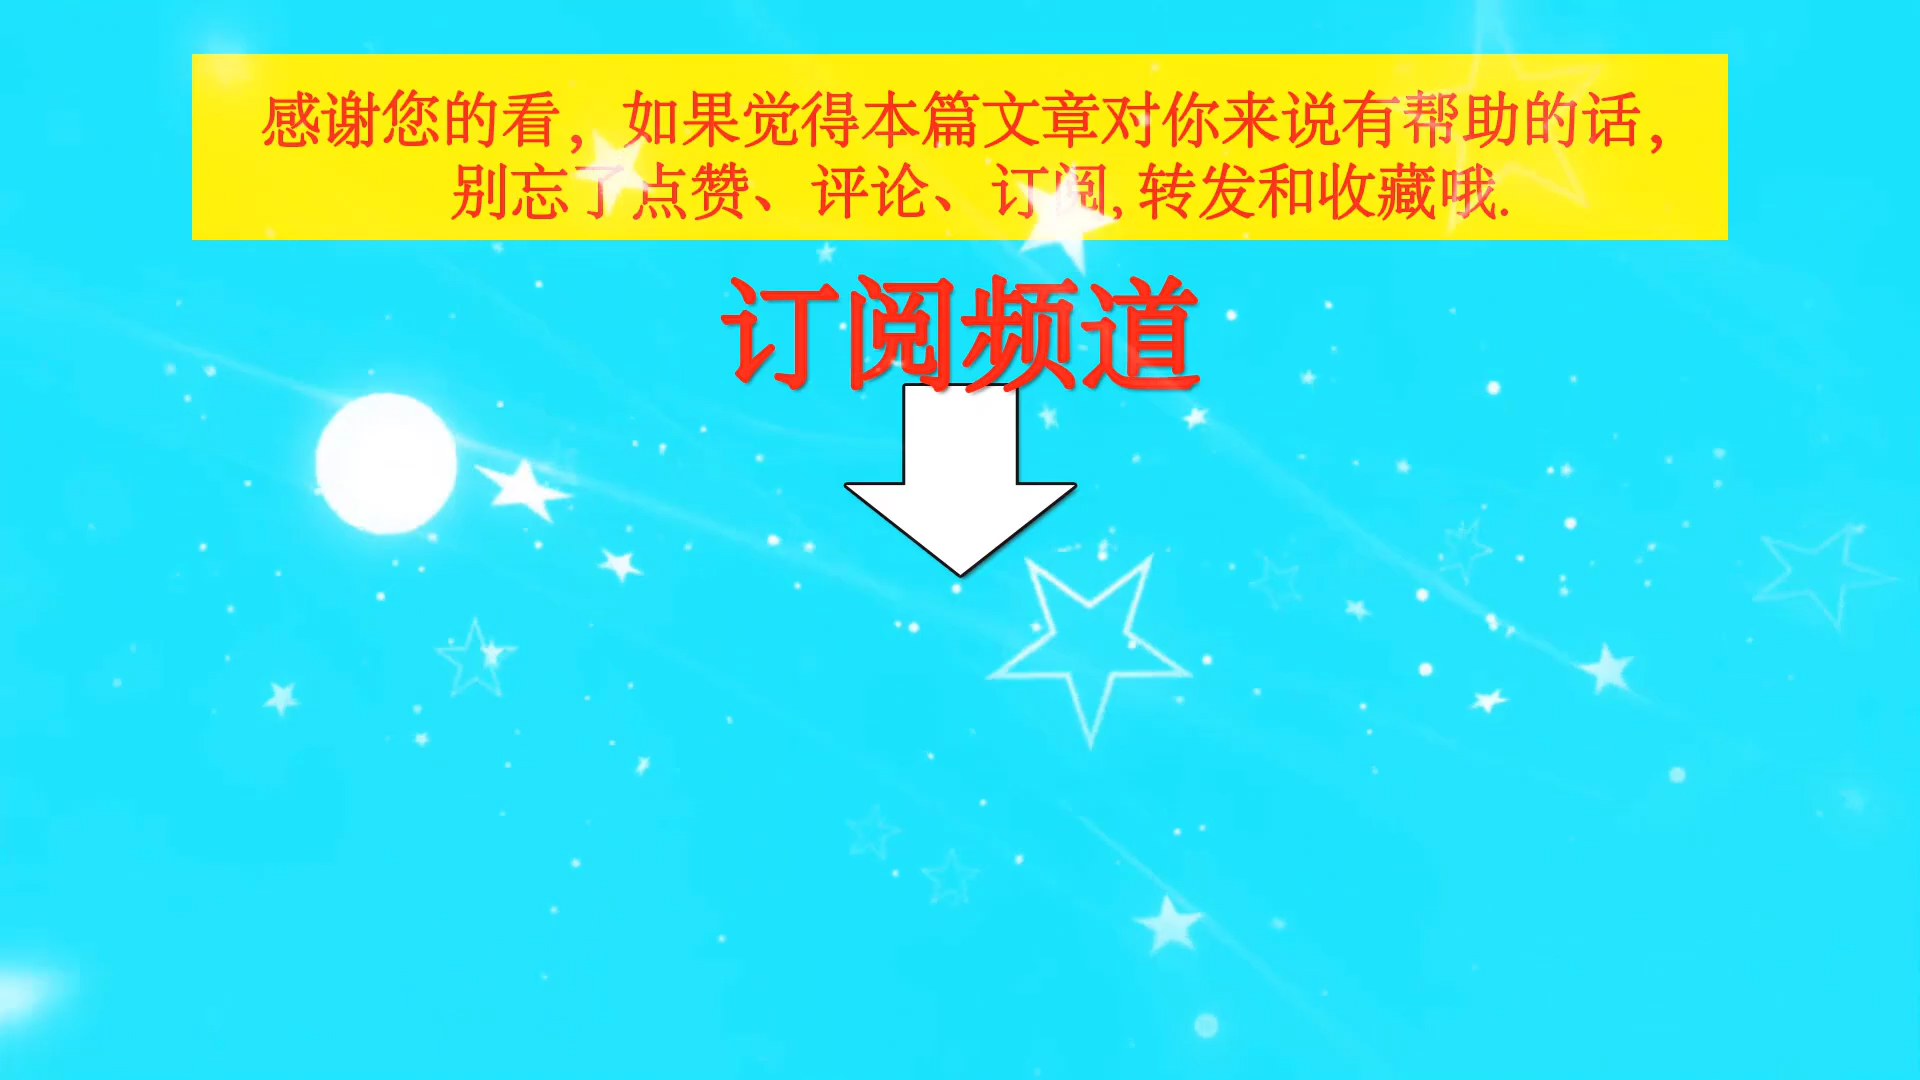 感谢您的看，如果觉得本篇文章对你来说有帮助的话，
别忘了点赞、评论、订阅,转发和收藏哦.
订阅频道